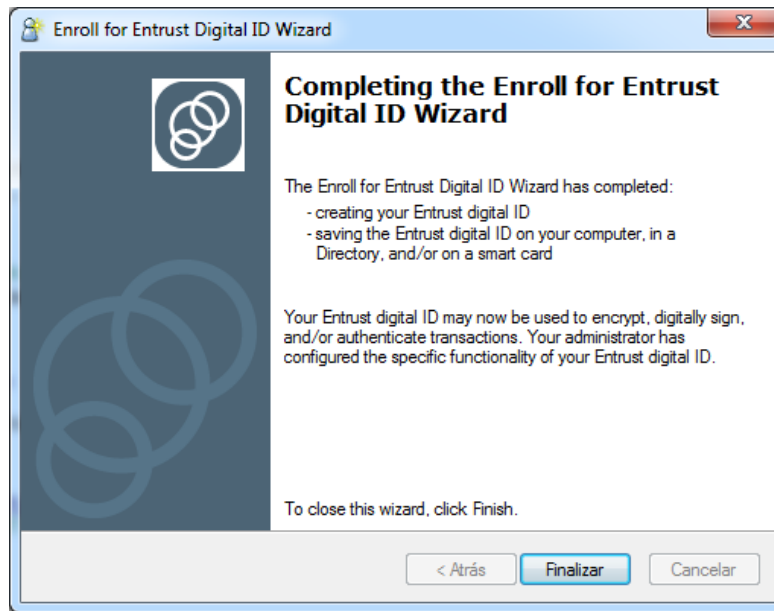 Enroll for Entrust Digital ID Wizard
Completing the Enroll for Entrust
Digital ID Wizard
The Enroll for Entrust Digital ID Wizard has completed:
- creating your Entrust digital ID
- saving the Entrust digital ID on your computer, in a
Directory, and/or on a smart card
Your Entrust digital ID may now be used to encrypt, digitally sign,
and/or authenticate transactions. Your administrator has
configured the specific functionality of your Entrust digital ID.
To close this wizard, click Finish.
< Atrás Finalizar Cancelar